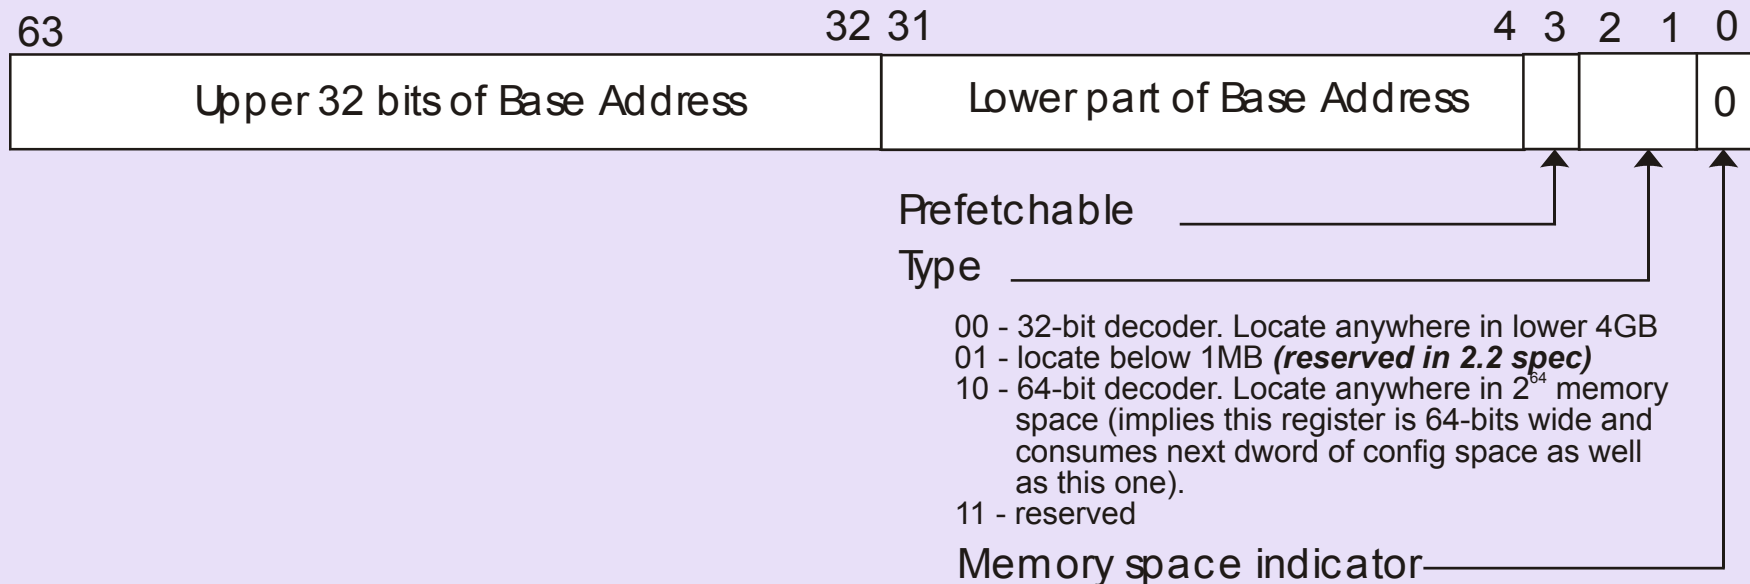 63 32 31 4 3 2 1 0
Upper 32 bits of Base Address Lower part of Base Address 0
Prefetchable
Type
00 - 32-bit decoder. Locate anywhere in lower 4GB
01 - locate below 1MB (reserved in 2.2 spec)
10 - 64-bit decoder. Locate anywhere in 2⁶⁴ memory
space (implies this register is 64-bits wide and
consumes next dword of config space as well
as this one).
11 - reserved
Memory space indicator